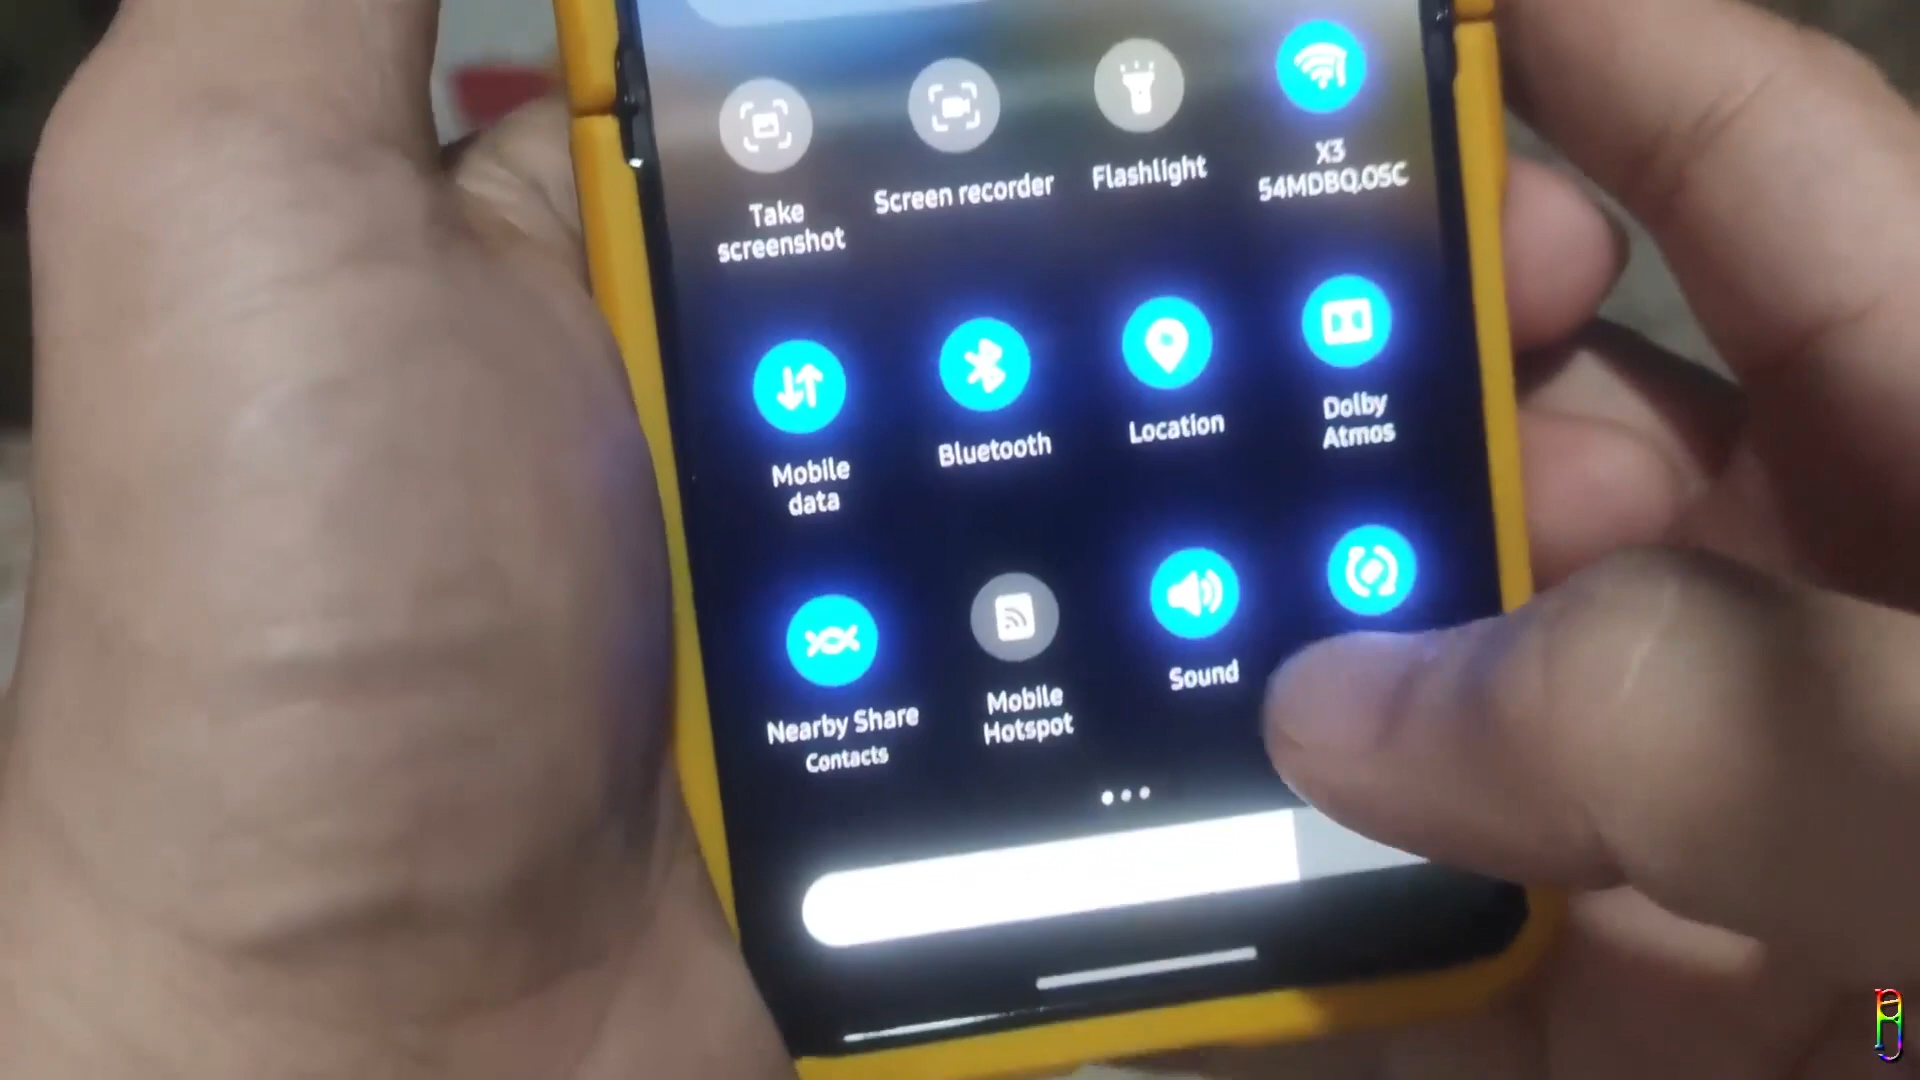 Take
screenshot
Screen recorder
Flashlight
X3
54MDBQ,OSC
Mobile
data
Bluetooth
Location
Dolby
Atmos
Nearby Share
Contacts
Mobile
Hotspot
Sound